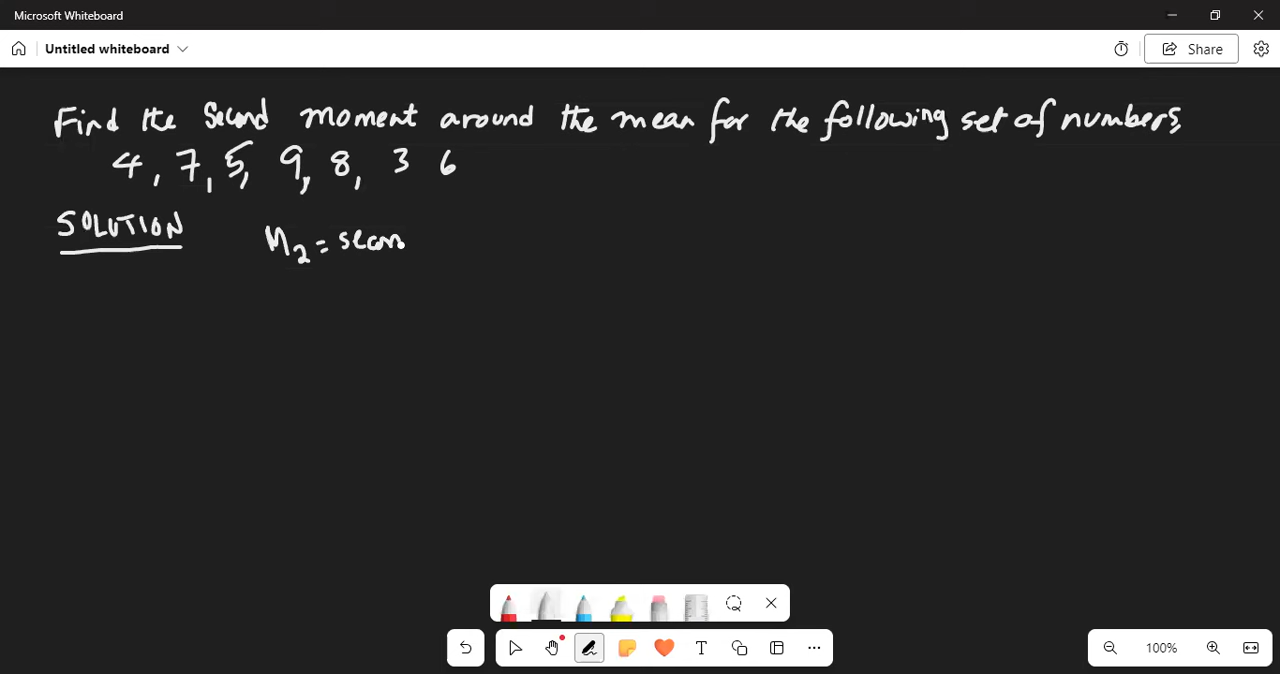 Microsoft Whiteboard
Untitled whiteboard
Share
Find the Second moment around the mean for the following set of numbers,
4, 7, 5, 9, 8, 3 6
SOLUTION
M₂ = secon
100%